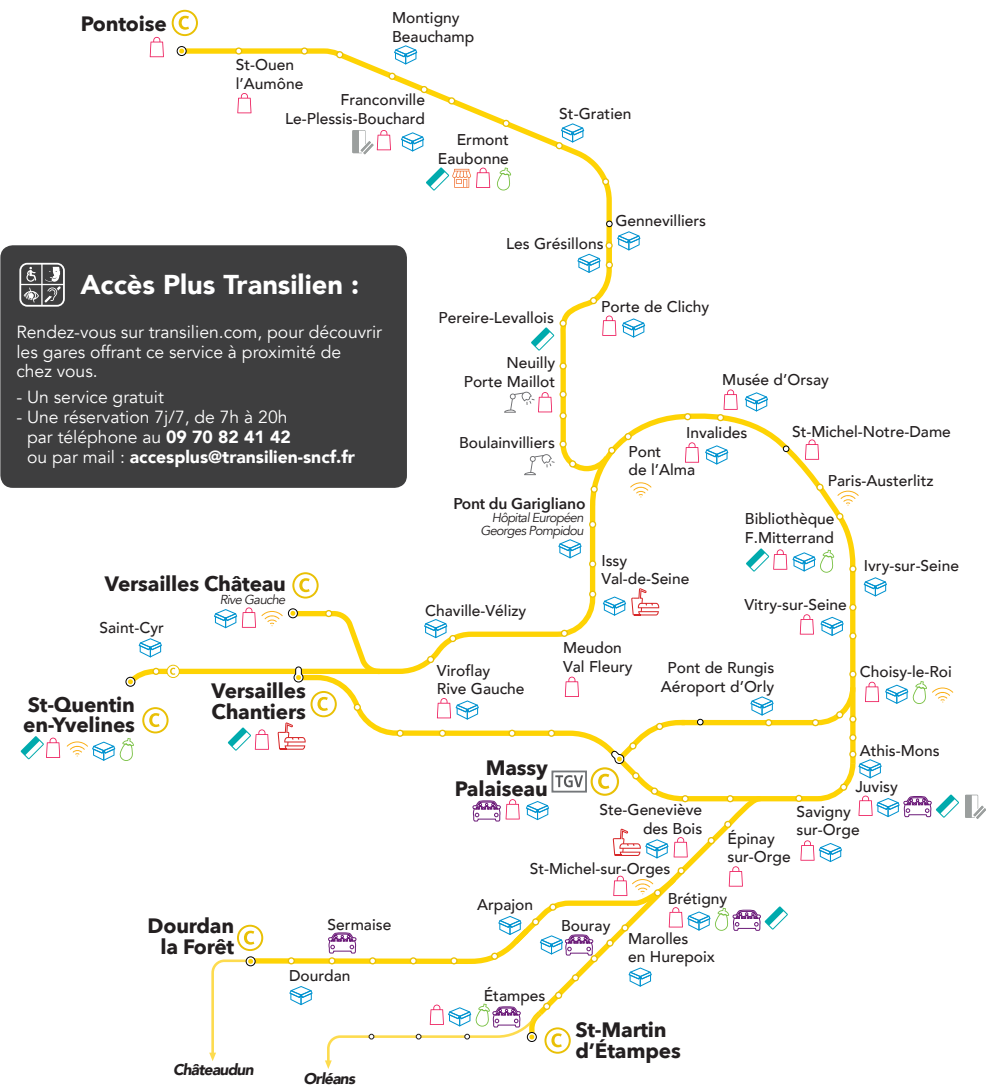 Pontoise C
Montigny
Beauchamp
St-Ouen
l'Aumône
Franconville
Le-Plessis-Bouchard
St-Gratien
Ermont
Eaubonne
Gennevilliers
Les Grésillons
Accès Plus Transilien :
Rendez-vous sur transilien.com, pour découvrir
les gares offrant ce service à proximité de
chez vous.
- Un service gratuit
- Une réservation 7j/7, de 7h à 20h
par téléphone au 09 70 82 41 42
ou par mail : accesplus@transilien-sncf.fr
Pereire-Levallois
Porte de Clichy
Neuilly
Porte Maillot
Musée d'Orsay
Boulainvilliers
Pont
de l'Alma
Invalides
St-Michel-Notre-Dame
Paris-Austerlitz
Pont du Garigliano
Hôpital Européen
Georges Pompidou
Bibliothèque
F.Mitterrand
Issy
Val-de-Seine
Ivry-sur-Seine
Versailles Château C
Rive Gauche
Chaville-Vélizy
Vitry-sur-Seine
Saint-Cyr
C
Meudon
Val Fleury
Viroflay
Rive Gauche
Pont de Rungis
Aéroport d'Orly
Choisy-le-Roi
St-Quentin
en-Yvelines C
Versailles
Chantiers C
Athis-Mons
Massy
Palaiseau TGV C
Juvisy
Ste-Geneviève
des Bois
Savigny
sur-Orge
Épinay
sur-Orge
St-Michel-sur-Orges
Brétigny
Arpajon
Dourdan
la Forêt C
Sermaise
Bouray
Marolles
en Hurepoix
Dourdan
Étampes
C St-Martin
d'Étampes
Châteaudun
Orléans